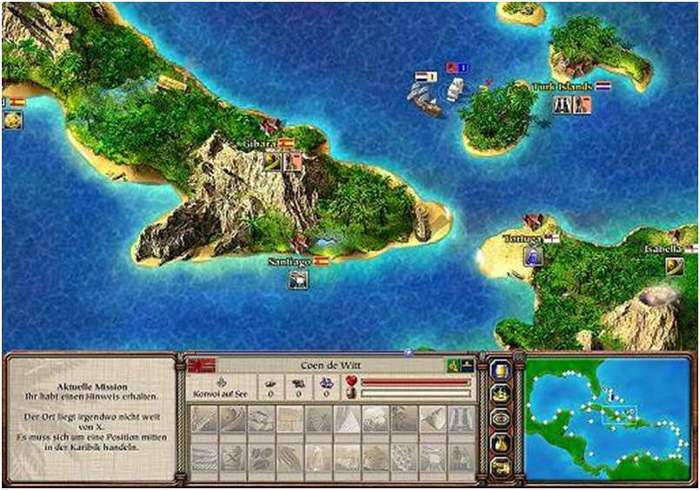 1
1
Turk Islands
Gibara
Tortuga
Isabella
Santiago
Coen de Witt
Aktuelle Mission
Ihr habt einen Hinweis erhalten.
Der Ort liegt irgendwo nicht weit
von X.
Es muss sich um eine Position mitten
in der Karibik handeln.
Konvoi auf See
0
0
0